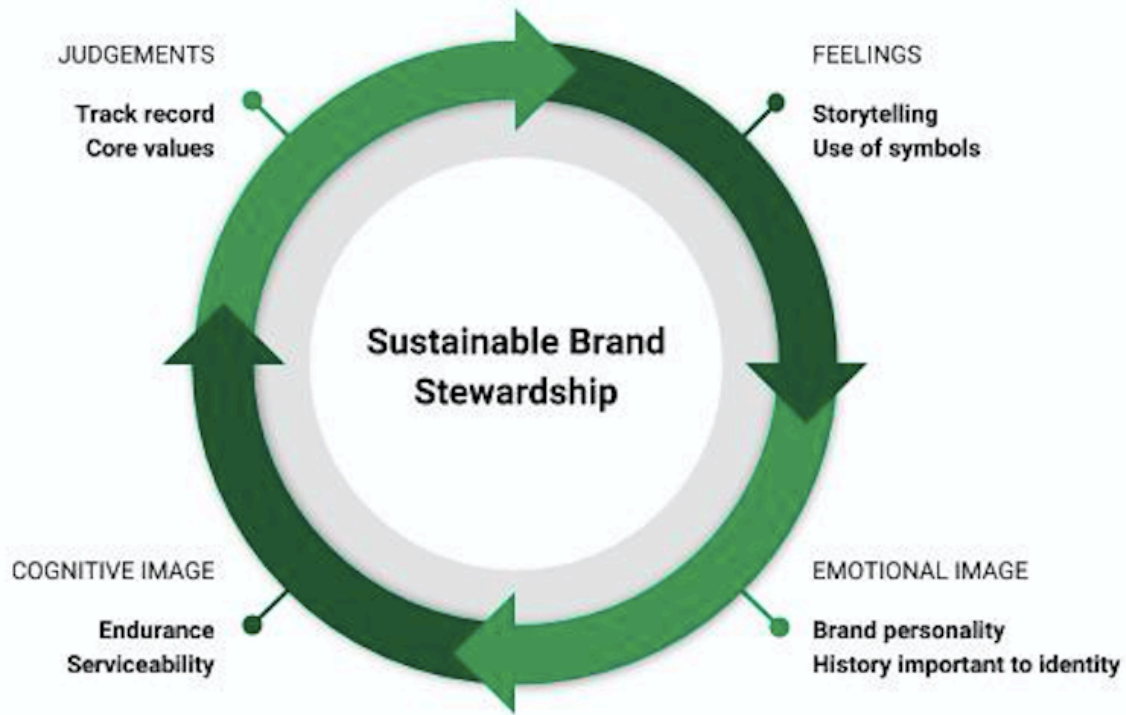 JUDGEMENTS
Track record
Core values
FEELINGS
Storytelling
Use of symbols
Sustainable Brand
Stewardship
COGNITIVE IMAGE
Endurance
Serviceability
EMOTIONAL IMAGE
Brand personality
History important to identity